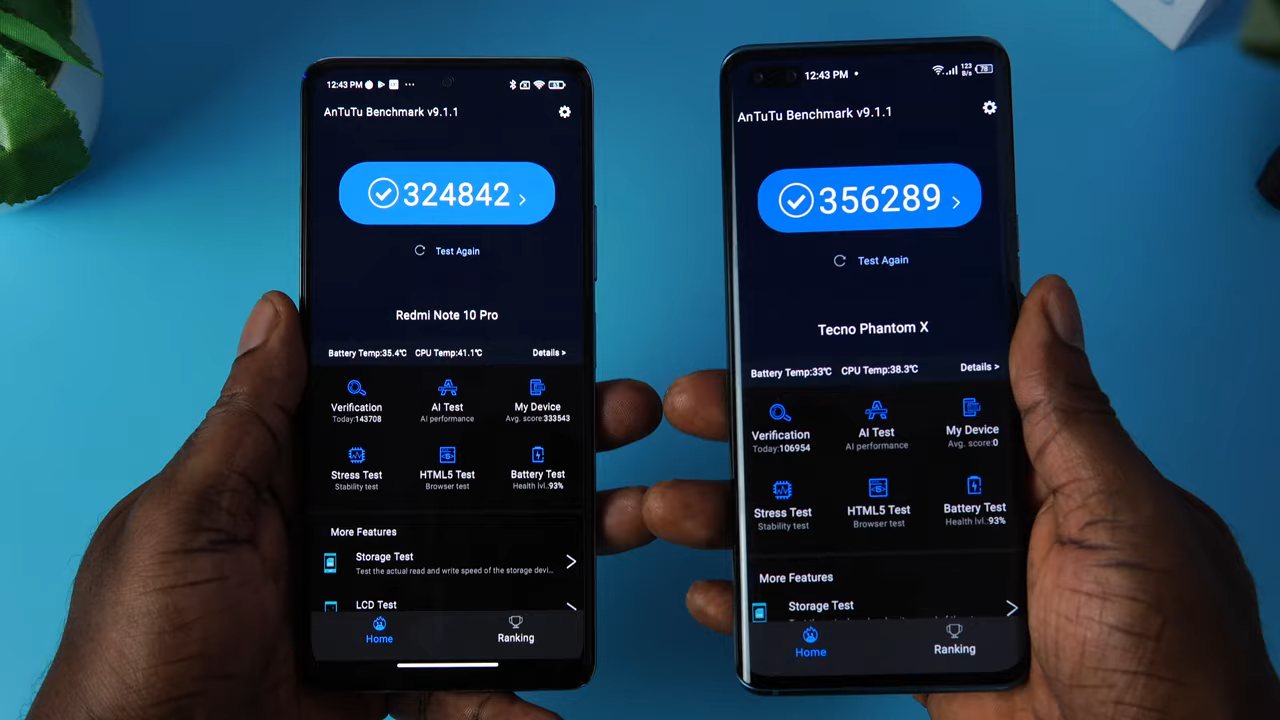 12:43 PM
63
AnTuTu Benchmark v9.1.1
324842
Test Again
Redmi Note 10 Pro
Battery Temp:35.4℃ CPU Temp:41.1℃ Details >
Verification AI Test My Device
Today:143708 AI performance Avg. score:333543
Stress Test HTML5 Test Battery Test
Stability test Browser test Health lvl.:93%
More Features
Storage Test
Test the actual read and write speed of the storage devi...
LCD Test
Home Ranking
12:43 PM
123 B/s 78
AnTuTu Benchmark v9.1.1
356289
Test Again
Tecno Phantom X
Battery Temp:33℃ CPU Temp:38.3℃ Details >
Verification AI Test My Device
Today:106954 AI performance Avg. score:0
Stress Test HTML5 Test Battery Test
Stability test Browser test Health lvl.:93%
More Features
Storage Test
Home Ranking